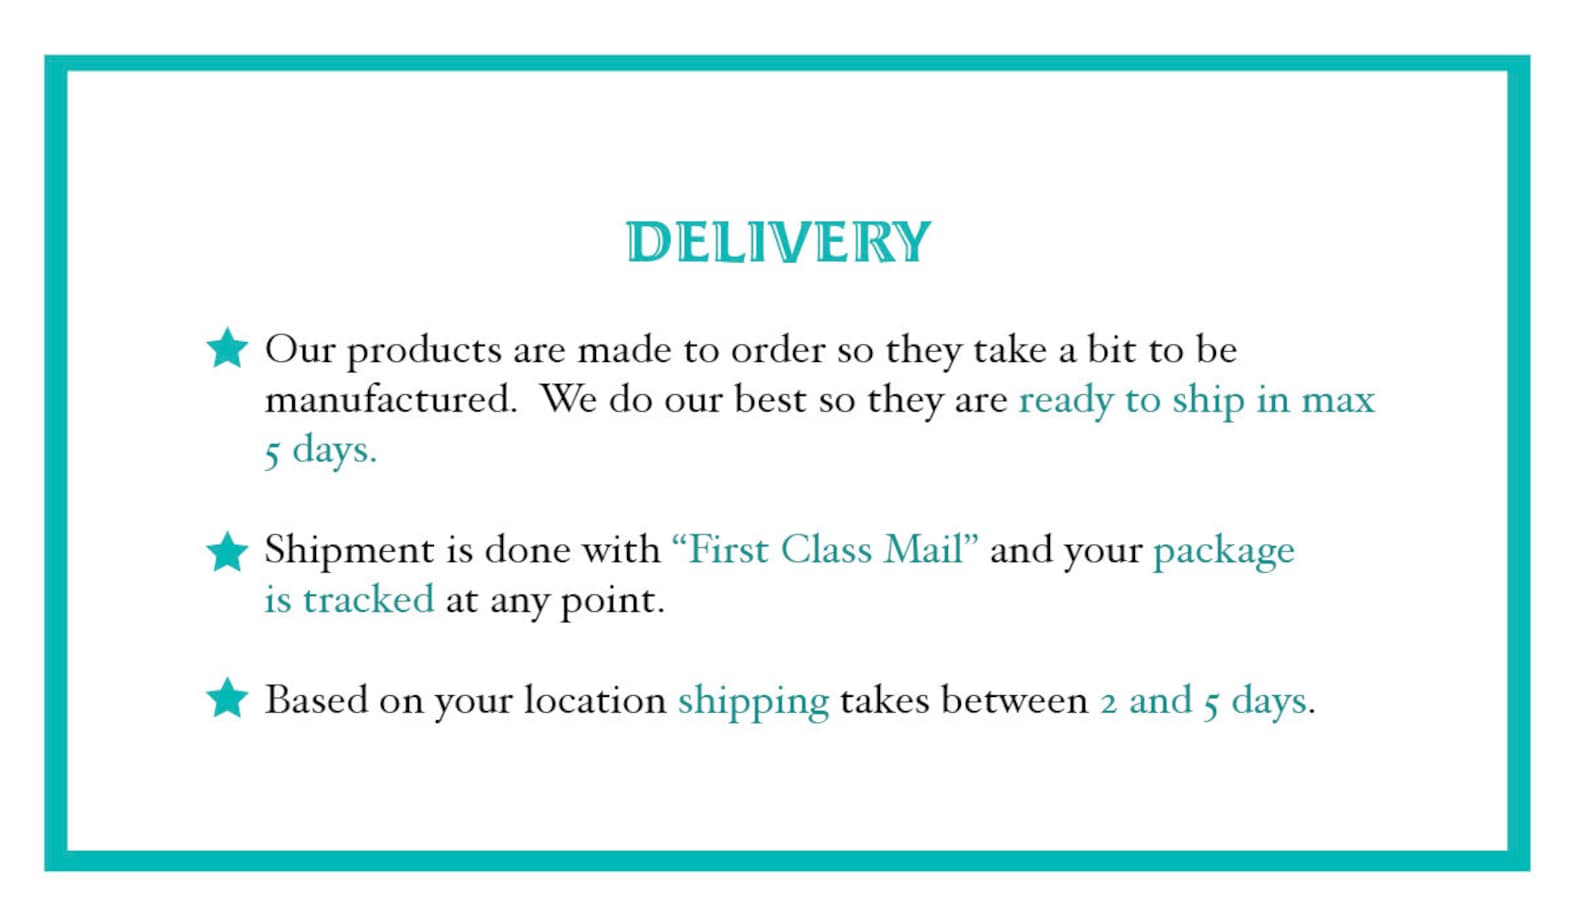 DELIVERY
Our products are made to order so they take a bit to be
manufactured.  We do our best so they are ready to ship in max
5 days.
Shipment is done with “First Class Mail” and your package
is tracked at any point.
Based on your location shipping takes between 2 and 5 days.